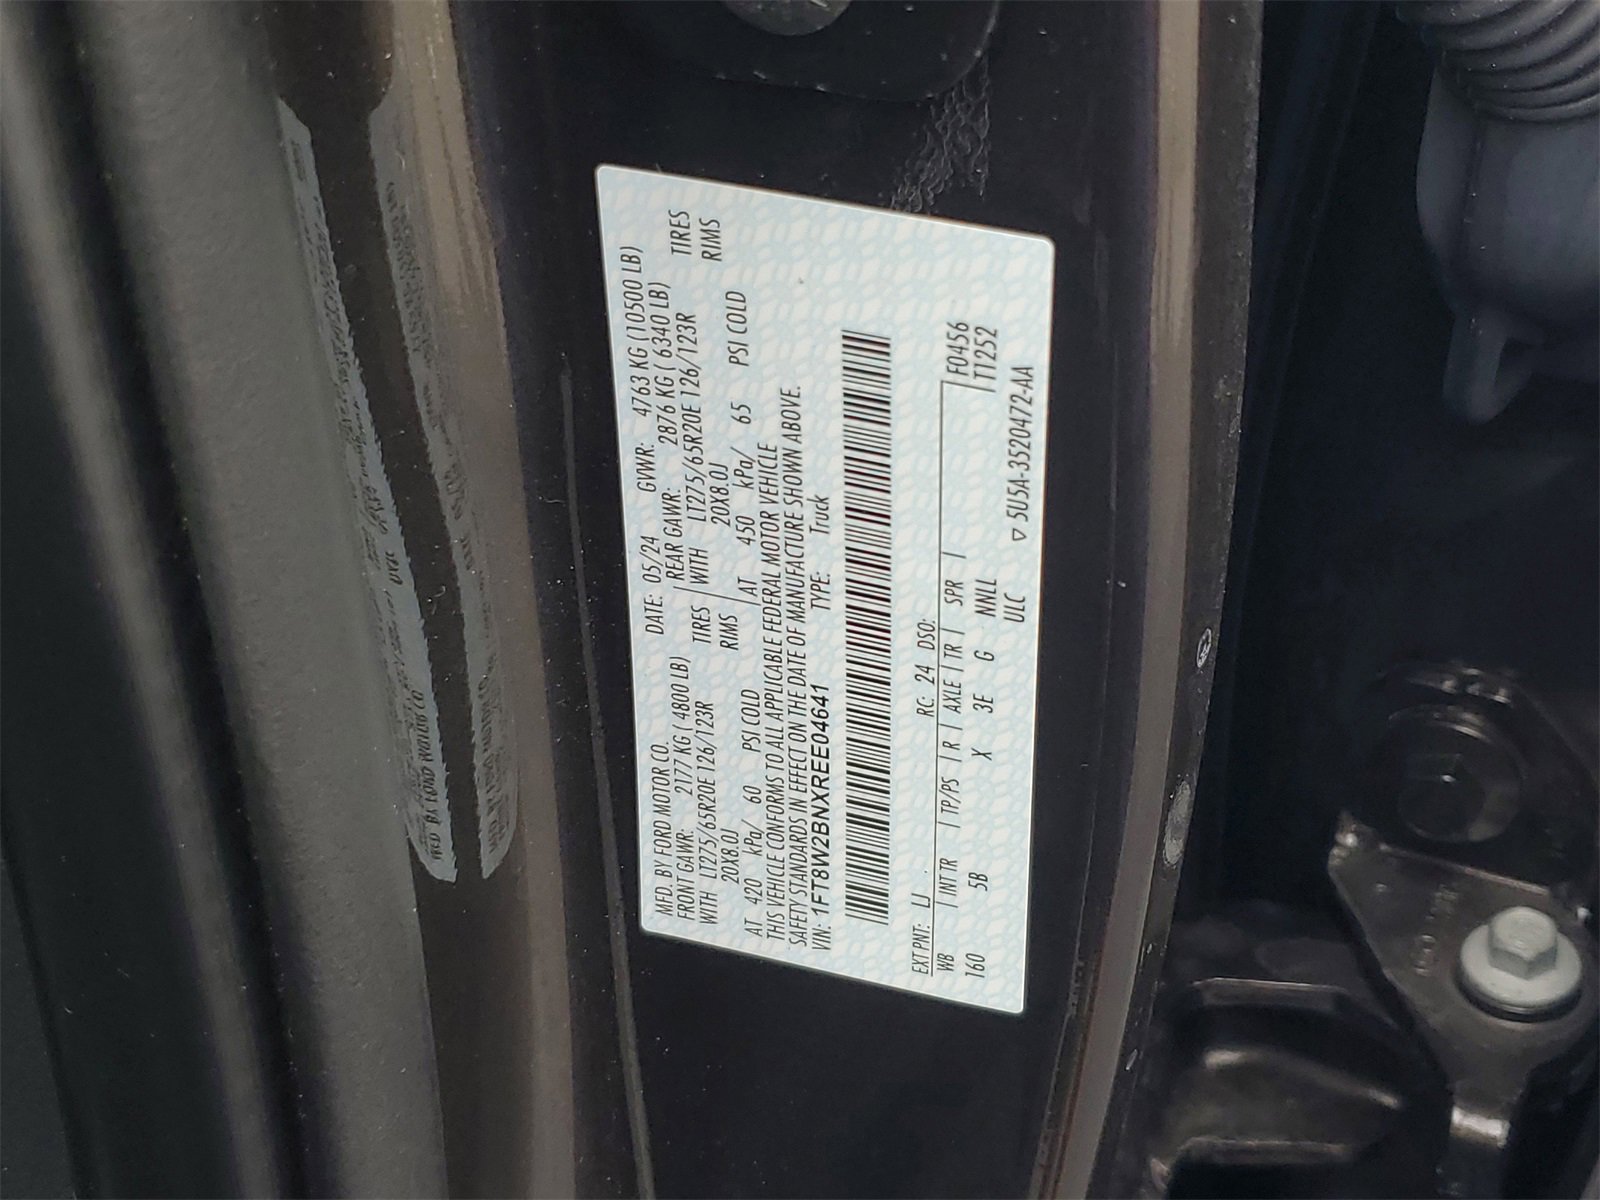 MFD. BY FORD MOTOR CO.
DATE: 05/24 GVWR: 4763 KG (10500 LB)
FRONT GAWR: 2177 KG ( 4800 LB) REAR GAWR: 2876 KG ( 6340 LB)
WITH LT275/65R20E 126/123R TIRES WITH LT275/65R20E 126/123R TIRES
20X8.0J RIMS 20X8.0J RIMS
AT 420 kPa/ 60 PSI COLD AT 450 kPa/ 65 PSI COLD
THIS VEHICLE CONFORMS TO ALL APPLICABLE FEDERAL MOTOR VEHICLE
SAFETY STANDARDS IN EFFECT ON THE DATE OF MANUFACTURE SHOWN ABOVE.
VIN: 1FT8W2BNXREE04641 TYPE: Truck
EXT PNT: LJ RC: 24 DSO:
WB INT TR TP/PS R AXLE TR SPR F0456
160 5B X 3E G NNLL T1252
ULC ▽ 5U5A-3520472-AA